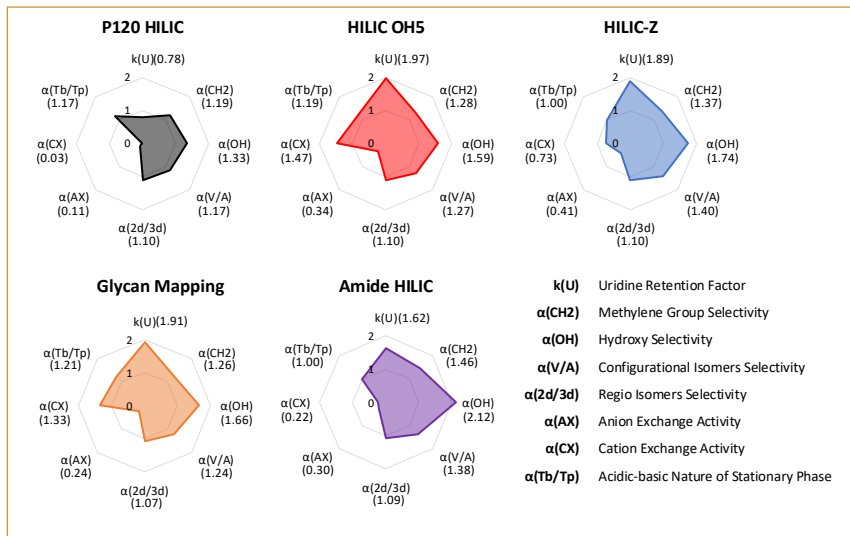 P120 HILIC
k(U)(0.78)
2
α(Tb/Tp)
(1.17)
α(CH2)
(1.19)
1
α(CX)
(0.03)
0
α(OH)
(1.33)
α(AX)
(0.11)
α(V/A)
(1.17)
α(2d/3d)
(1.10)
HILIC OH5
k(U)(1.97)
2
α(Tb/Tp)
(1.19)
α(CH2)
(1.28)
1
α(CX)
(1.47)
0
α(OH)
(1.59)
α(AX)
(0.34)
α(V/A)
(1.27)
α(2d/3d)
(1.10)
HILIC-Z
k(U)(1.89)
2
α(Tb/Tp)
(1.00)
α(CH2)
(1.37)
1
α(CX)
(0.73)
0
α(OH)
(1.74)
α(AX)
(0.41)
α(V/A)
(1.40)
α(2d/3d)
(1.10)
Glycan Mapping
k(U)(1.91)
2
α(Tb/Tp)
(1.21)
α(CH2)
(1.26)
1
α(CX)
(1.33)
0
α(OH)
(1.66)
α(AX)
(0.24)
α(V/A)
(1.24)
α(2d/3d)
(1.07)
Amide HILIC
k(U)(1.62)
2
α(Tb/Tp)
(1.00)
α(CH2)
(1.46)
1
α(CX)
(0.22)
0
α(OH)
(2.12)
α(AX)
(0.30)
α(V/A)
(1.38)
α(2d/3d)
(1.09)
k(U) Uridine Retention Factor
α(CH2) Methylene Group Selectivity
α(OH) Hydroxy Selectivity
α(V/A) Configurational Isomers Selectivity
α(2d/3d) Regio Isomers Selectivity
α(AX) Anion Exchange Activity
α(CX) Cation Exchange Activity
α(Tb/Tp) Acidic-basic Nature of Stationary Phase